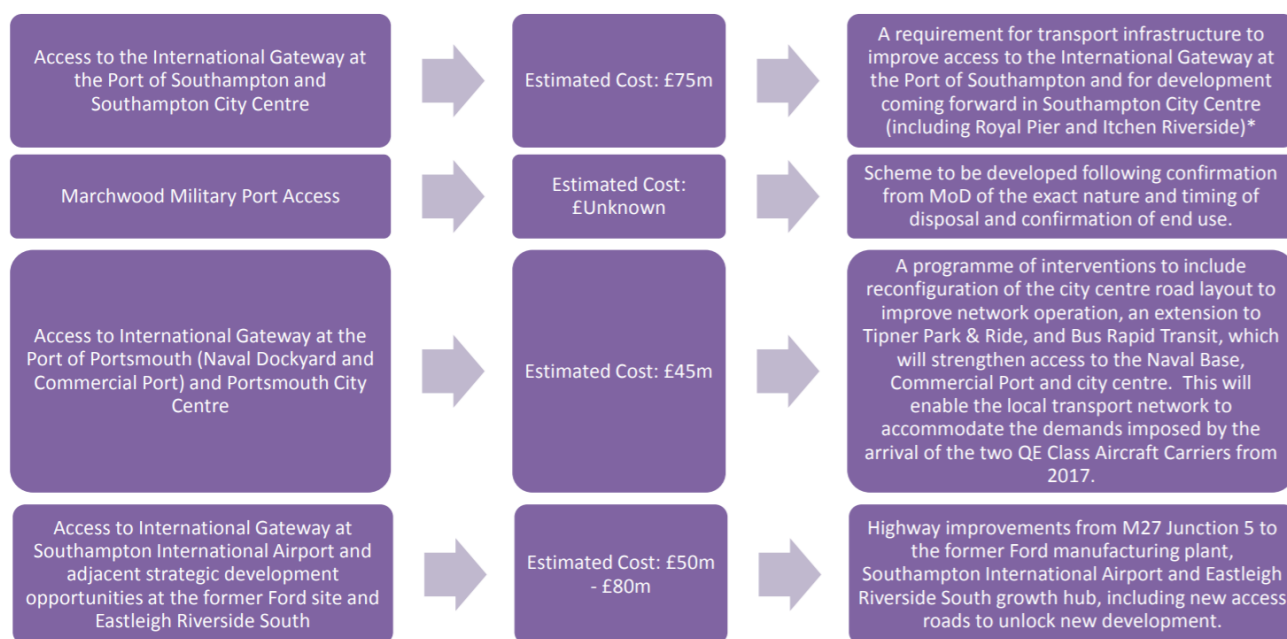 Access to the International Gateway at
the Port of Southampton and
Southampton City Centre
Estimated Cost: £75m
A requirement for transport infrastructure to
improve access to the International Gateway at
the Port of Southampton and for development
coming forward in Southampton City Centre
(including Royal Pier and Itchen Riverside)*
Marchwood Military Port Access
Estimated Cost:
£Unknown
Scheme to be developed following confirmation
from MoD of the exact nature and timing of
disposal and confirmation of end use.
Access to International Gateway at the
Port of Portsmouth (Naval Dockyard and
Commercial Port) and Portsmouth City
Centre
Estimated Cost: £45m
A programme of interventions to include
reconfiguration of the city centre road layout to
improve network operation, an extension to
Tipner Park & Ride, and Bus Rapid Transit, which
will strengthen access to the Naval Base,
Commercial Port and city centre.  This will
enable the local transport network to
accommodate the demands imposed by the
arrival of the two QE Class Aircraft Carriers from
2017.
Access to International Gateway at
Southampton International Airport and
adjacent strategic development
opportunities at the former Ford site and
Eastleigh Riverside South
Estimated Cost: £50m
- £80m
Highway improvements from M27 Junction 5 to
the former Ford manufacturing plant,
Southampton International Airport and Eastleigh
Riverside South growth hub, including new access
roads to unlock new development.